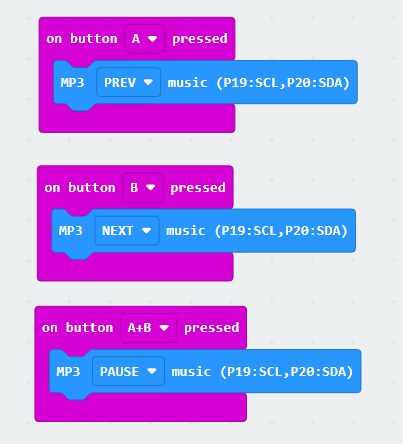 on button A pressed
MP3 PREV music (P19:SCL,P20:SDA)
on button B pressed
MP3 NEXT music (P19:SCL,P20:SDA)
on button A+B pressed
MP3 PAUSE music (P19:SCL,P20:SDA)